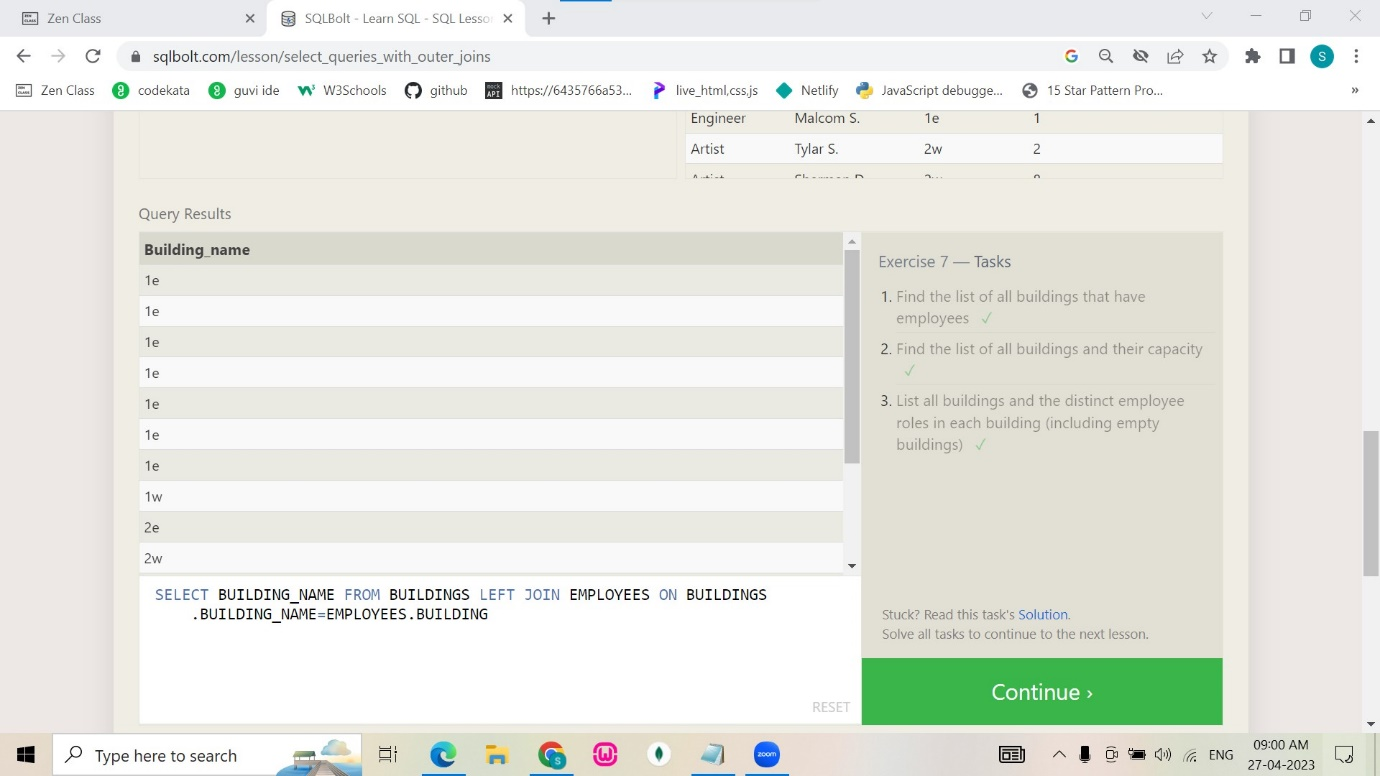 Zen Class
SQLBolt - Learn SQL - SQL Lesso
sqlbolt.com/lesson/select_queries_with_outer_joins
S
Zen Class codekata guvi ide W3Schools github MOCK API https://6435766a53... live_html,css,js Netlify JavaScript debugge... 15 Star Pattern Pro... »
Engineer Malcom S. 1e 1
Artist Tylar S. 2w 2
Query Results
Building_name
1e
1e
1e
1e
1e
1e
1e
1w
2e
2w
Exercise 7 — Tasks
1. Find the list of all buildings that have
employees ✓
2. Find the list of all buildings and their capacity
✓
3. List all buildings and the distinct employee
roles in each building (including empty
buildings) ✓
SELECT BUILDING_NAME FROM BUILDINGS LEFT JOIN EMPLOYEES ON BUILDINGS
.BUILDING_NAME=EMPLOYEES.BUILDING
RESET
Stuck? Read this task's Solution.
Solve all tasks to continue to the next lesson.
Continue ›
Type here to search
zoom
ENG
09:00 AM
27-04-2023